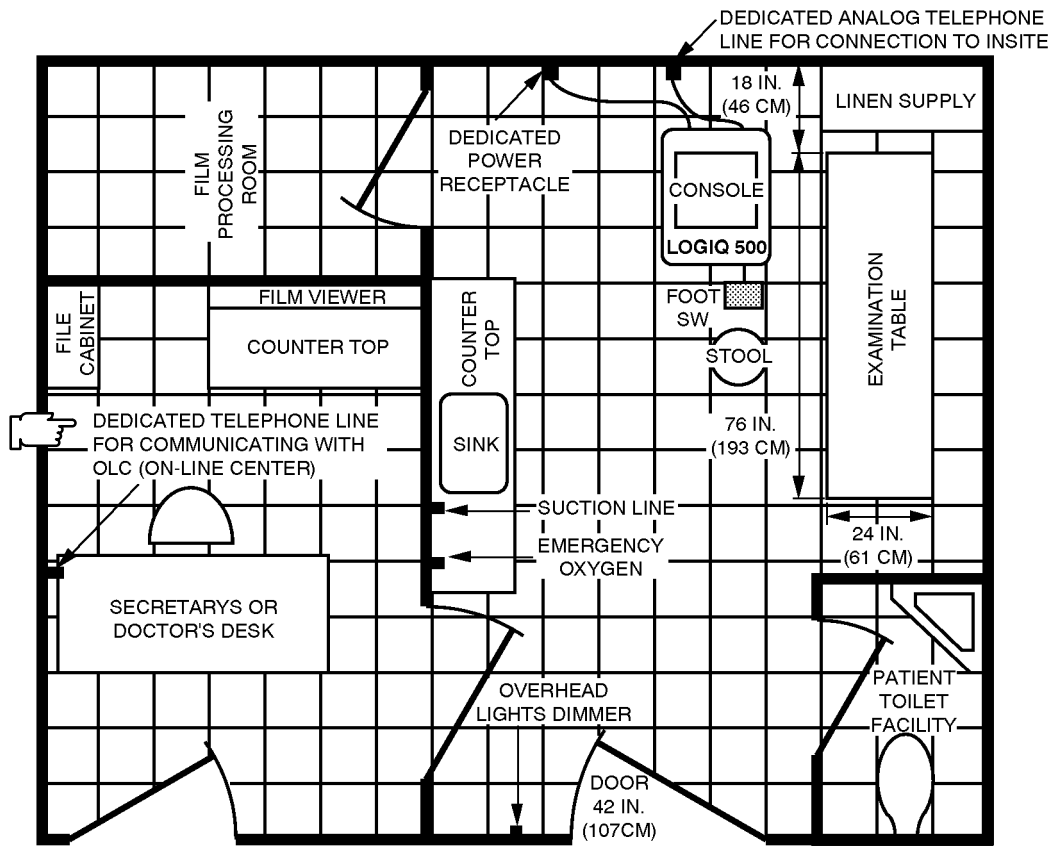 DEDICATED ANALOG TELEPHONE
LINE FOR CONNECTION TO INSITE
18 IN.
(46 CM)
LINEN SUPPLY
FILM
PROCESSING
ROOM
DEDICATED
POWER
RECEPTACLE
CONSOLE
LOGIQ 500
FOOT
SW
STOOL
EXAMINATION
TABLE
FILE
CABINET
FILM VIEWER
COUNTER TOP
COUNTER
TOP
SINK
76 IN.
(193 CM)
DEDICATED TELEPHONE LINE
FOR COMMUNICATING WITH
OLC (ON-LINE CENTER)
SUCTION LINE
EMERGENCY
OXYGEN
24 IN.
(61 CM)
SECRETARYS OR
DOCTOR'S DESK
OVERHEAD
LIGHTS DIMMER
PATIENT
TOILET
FACILITY
DOOR
42 IN.
(107CM)